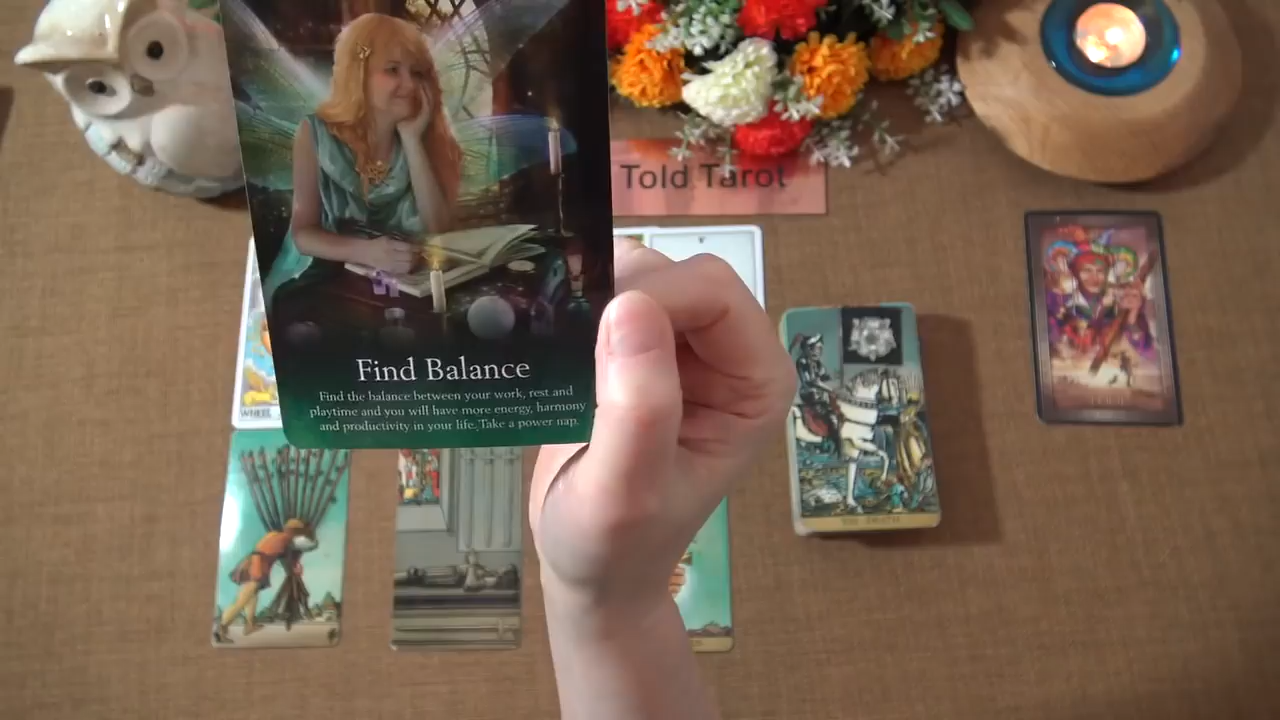 Told Tarot
Find Balance
Find the balance between your work, rest and
playtime and you will have more energy, harmony
and productivity in your life. Take a power nap.
WHEEL